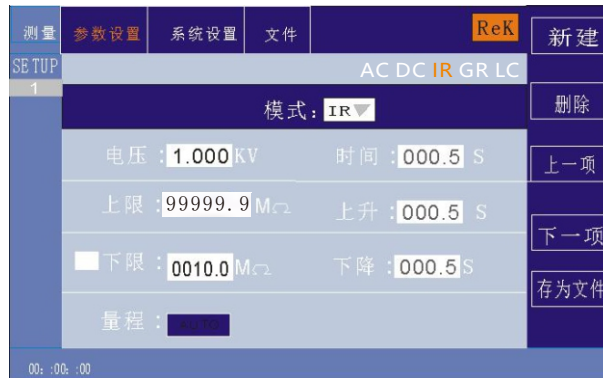 测量 参数设置 系统设置 文件 ReK 新建
SETUP AC DC IR GR LC
1
模式：IR 删除
电压：1.000 KV 时间：000.5 S 上一项
上限：99999.9 MΩ 上升：000.5 S
下限：0010.0 MΩ 下降：000.5 S 下一项
量程：AUTO 存为文件
00: :00: :00